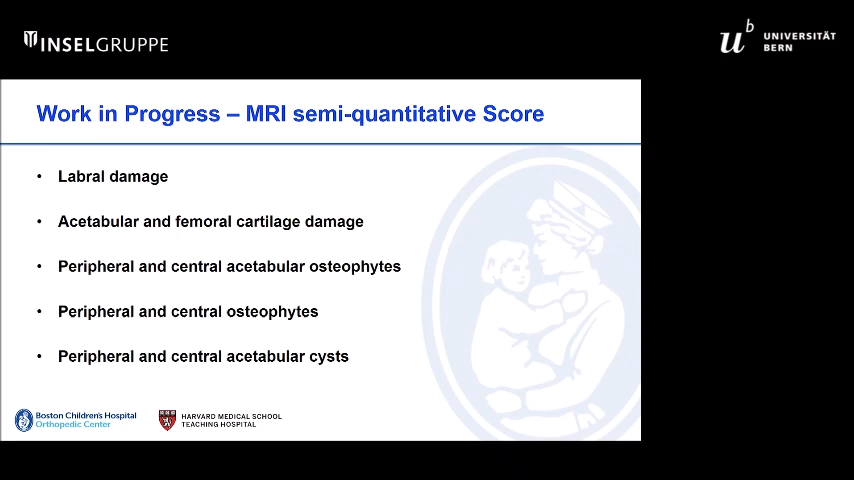 INSELGRUPPE
u b UNIVERSITÄT
BERN
Work in Progress – MRI semi-quantitative Score
• Labral damage
• Acetabular and femoral cartilage damage
• Peripheral and central acetabular osteophytes
• Peripheral and central osteophytes
• Peripheral and central acetabular cysts
Boston Children's Hospital
Orthopedic Center
HARVARD MEDICAL SCHOOL
TEACHING HOSPITAL